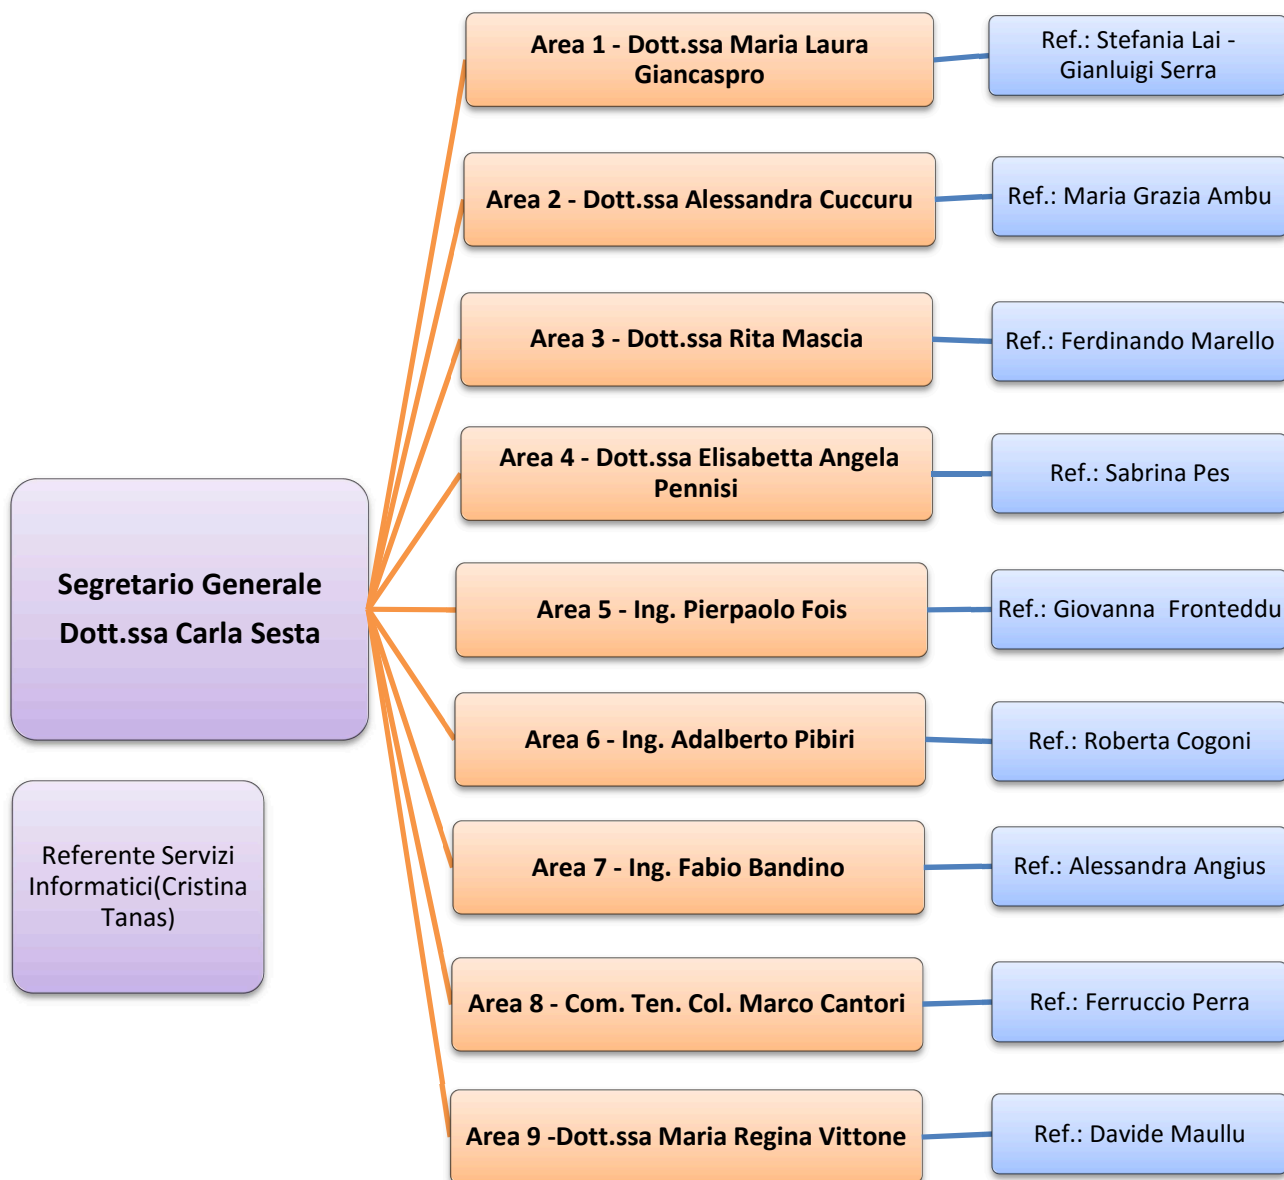 Area 1 - Dott.ssa Maria Laura
Giancaspro
Ref.: Stefania Lai -
Gianluigi Serra
Area 2 - Dott.ssa Alessandra Cuccuru
Ref.: Maria Grazia Ambu
Area 3 - Dott.ssa Rita Mascia
Ref.: Ferdinando Marello
Area 4 - Dott.ssa Elisabetta Angela
Pennisi
Ref.: Sabrina Pes
Segretario Generale
Dott.ssa Carla Sesta
Area 5 - Ing. Pierpaolo Fois
Ref.: Giovanna  Fronteddu
Area 6 - Ing. Adalberto Pibiri
Ref.: Roberta Cogoni
Referente Servizi
Informatici(Cristina
Tanas)
Area 7 - Ing. Fabio Bandino
Ref.: Alessandra Angius
Area 8 - Com. Ten. Col. Marco Cantori
Ref.: Ferruccio Perra
Area 9 -Dott.ssa Maria Regina Vittone
Ref.: Davide Maullu